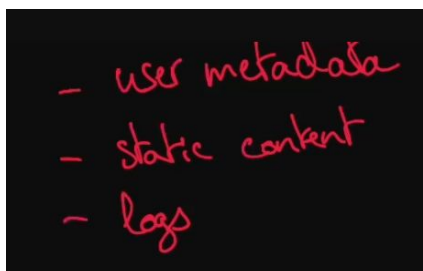 - user metadata
- static content
- logs